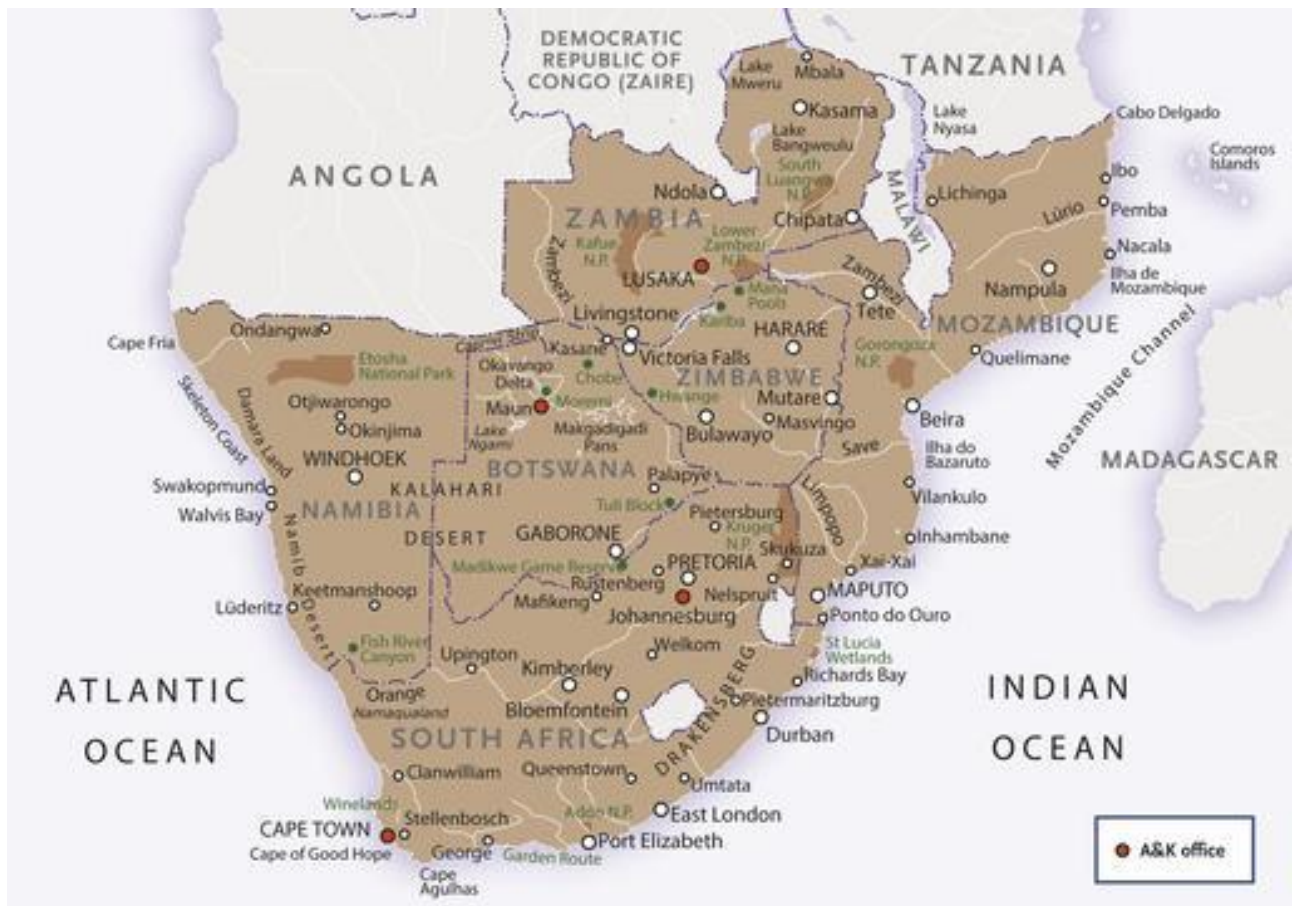 DEMOCRATIC
REPUBLIC OF
CONGO (ZAIRE)
Lake
Mweru
Mbala
TANZANIA
Kasama
Lake
Nyasa
Cabo Delgado
Lake
Bangweulu
Comoros
Islands
ANGOLA
South
Luangwa
N.P.
MALAWI
Ibo
Ndola
Lichinga
Lúrio
Pemba
ZAMBIA
Chipata
Zambezi
Kafue
N.P.
Lower
Zambezi
N.P.
Nacala
LUSAKA
Zambezi
Nampula
Ilha de
Mozambique
Mana
Pools
Livingstone
Kariba
Tete
HARARE
MOZAMBIQUE
Mozambique Channel
Ondangwa
Cape Fria
Caprivi Strip
Kasane
Victoria Falls
Gorongoza
N.P.
Quelimane
Etosha
National Park
Okavango
Delta
Chobe
ZIMBABWE
Skeleton Coast
Damara Land
Otjiwarongo
Maun
Moremi
Hwange
Mutare
Okinjima
Lake
Ngami
Makgadigadi
Pans
Bulawayo
Masvingo
Beira
WINDHOEK
BOTSWANA
Save
Ilha do
Bazaruto
MADAGASCAR
Swakopmund
KALAHARI
Palapye
Vilankulo
Walvis Bay
NAMIBIA
Tuli Block
Pietersburg
Limpopo
Namib Desert
DESERT
GABORONE
Kruger
N.P.
Inhambane
Skukuza
Madikwe Game Reserve
PRETORIA
Xai-Xai
Keetmanshoop
Rustenberg
Nelspruit
MAPUTO
Lüderitz
Mafikeng
Johannesburg
Ponto do Ouro
Fish River
Canyon
Upington
Welkom
St Lucia
Wetlands
Kimberley
Richards Bay
ATLANTIC
OCEAN
Orange
Namaqualand
Bloemfontein
DRAKENSBERG
Pietermaritzburg
INDIAN
OCEAN
SOUTH AFRICA
Durban
Clanwilliam
Queenstown
Umtata
Winelands
Stellenbosch
Addo N.P.
East London
CAPE TOWN
Cape of Good Hope
George
Garden Route
Port Elizabeth
Cape
Agulhas
A&K office